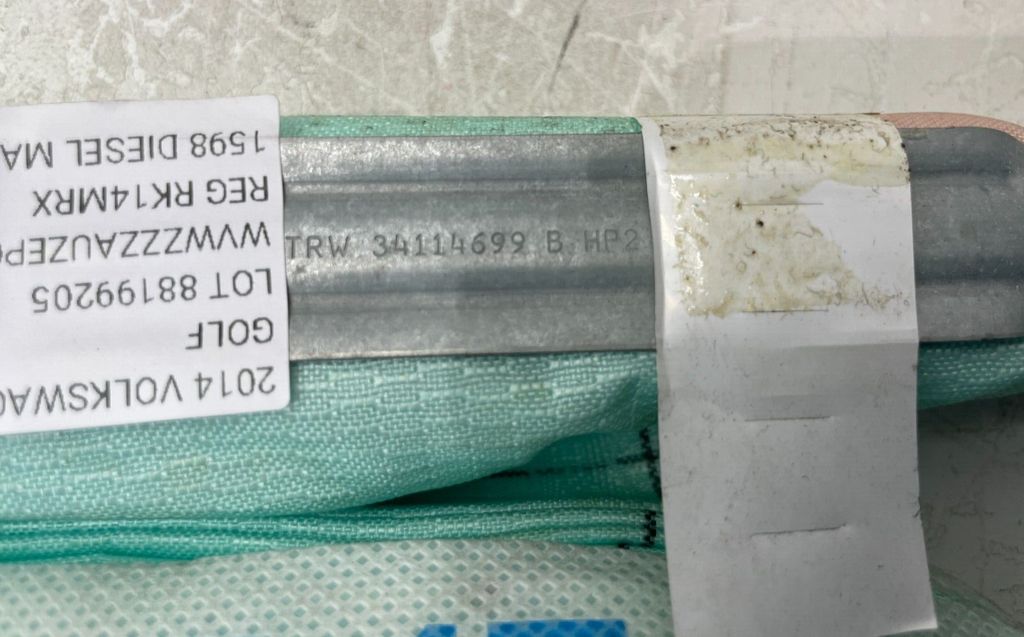 2014 VOLKSWAG
GOLF
LOT 88199205
WVWZZZAUZEP
REG RK14MRX
1598 DIESEL MA
TRW 34114699 B HP2